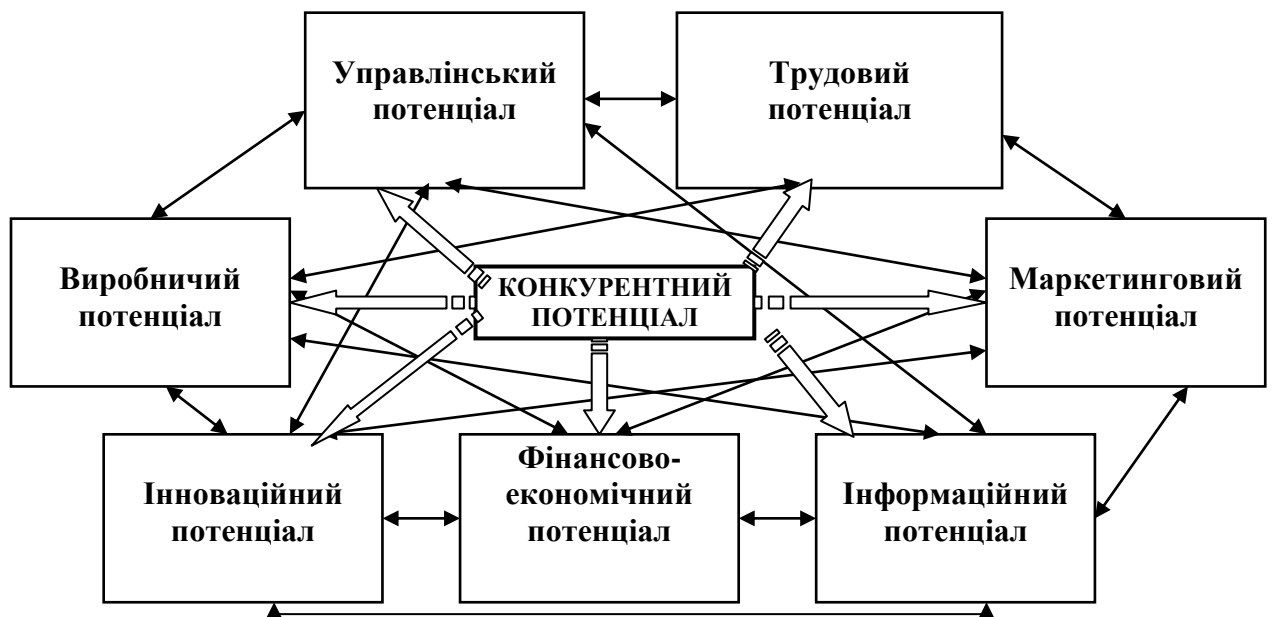 Управлінський
потенціал
Трудовий
потенціал
Виробничий
потенціал
КОНКУРЕНТНИЙ
ПОТЕНЦІАЛ
Маркетинговий
потенціал
Інноваційний
потенціал
Фінансово-
економічний
потенціал
Інформаційний
потенціал